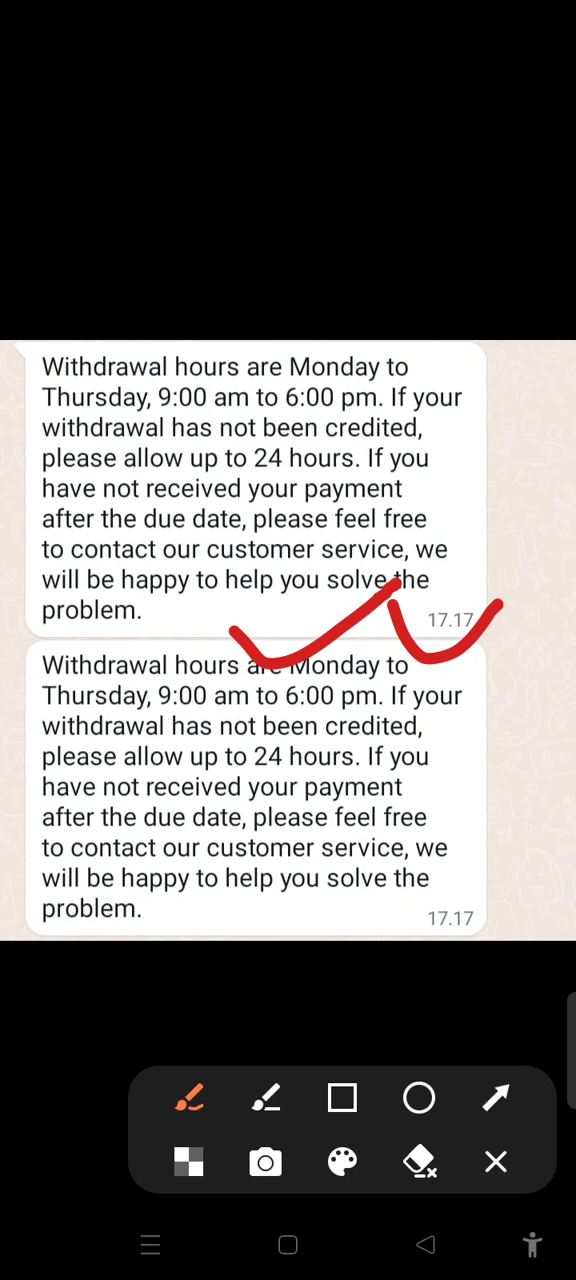 Withdrawal hours are Monday to
Thursday, 9:00 am to 6:00 pm. If your
withdrawal has not been credited,
please allow up to 24 hours. If you
have not received your payment
after the due date, please feel free
to contact our customer service, we
will be happy to help you solve the
problem.
17.17
Withdrawal hours are Monday to
Thursday, 9:00 am to 6:00 pm. If your
withdrawal has not been credited,
please allow up to 24 hours. If you
have not received your payment
after the due date, please feel free
to contact our customer service, we
will be happy to help you solve the
problem.
17.17